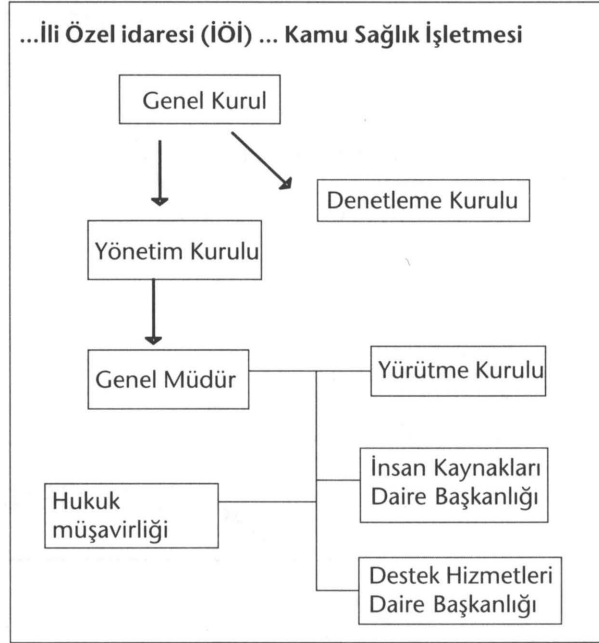 ...İli Özel idaresi (İÖİ) ... Kamu Sağlık İşletmesi
Genel Kurul
Denetleme Kurulu
Yönetim Kurulu
Genel Müdür
Yürütme Kurulu
İnsan Kaynakları
Daire Başkanlığı
Hukuk
müşavirliği
Destek Hizmetleri
Daire Başkanlığı